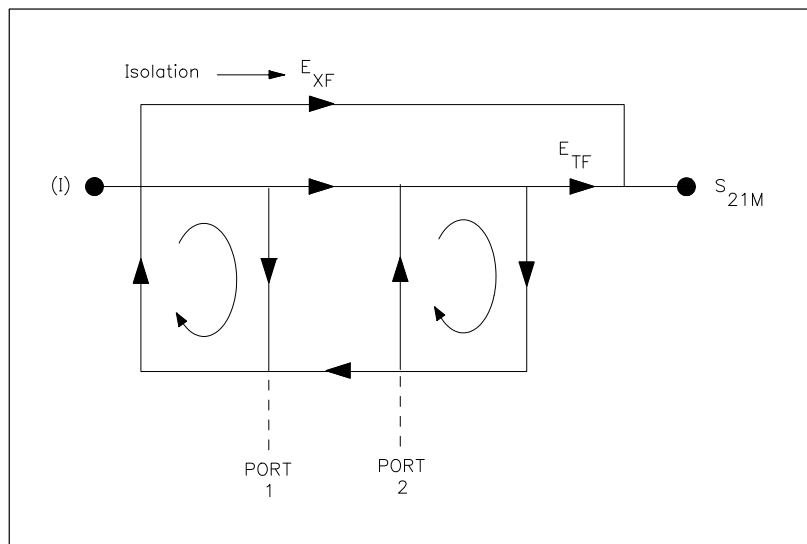 Isolation
E XF
E TF
(I)
S 21M
PORT
1
PORT
2